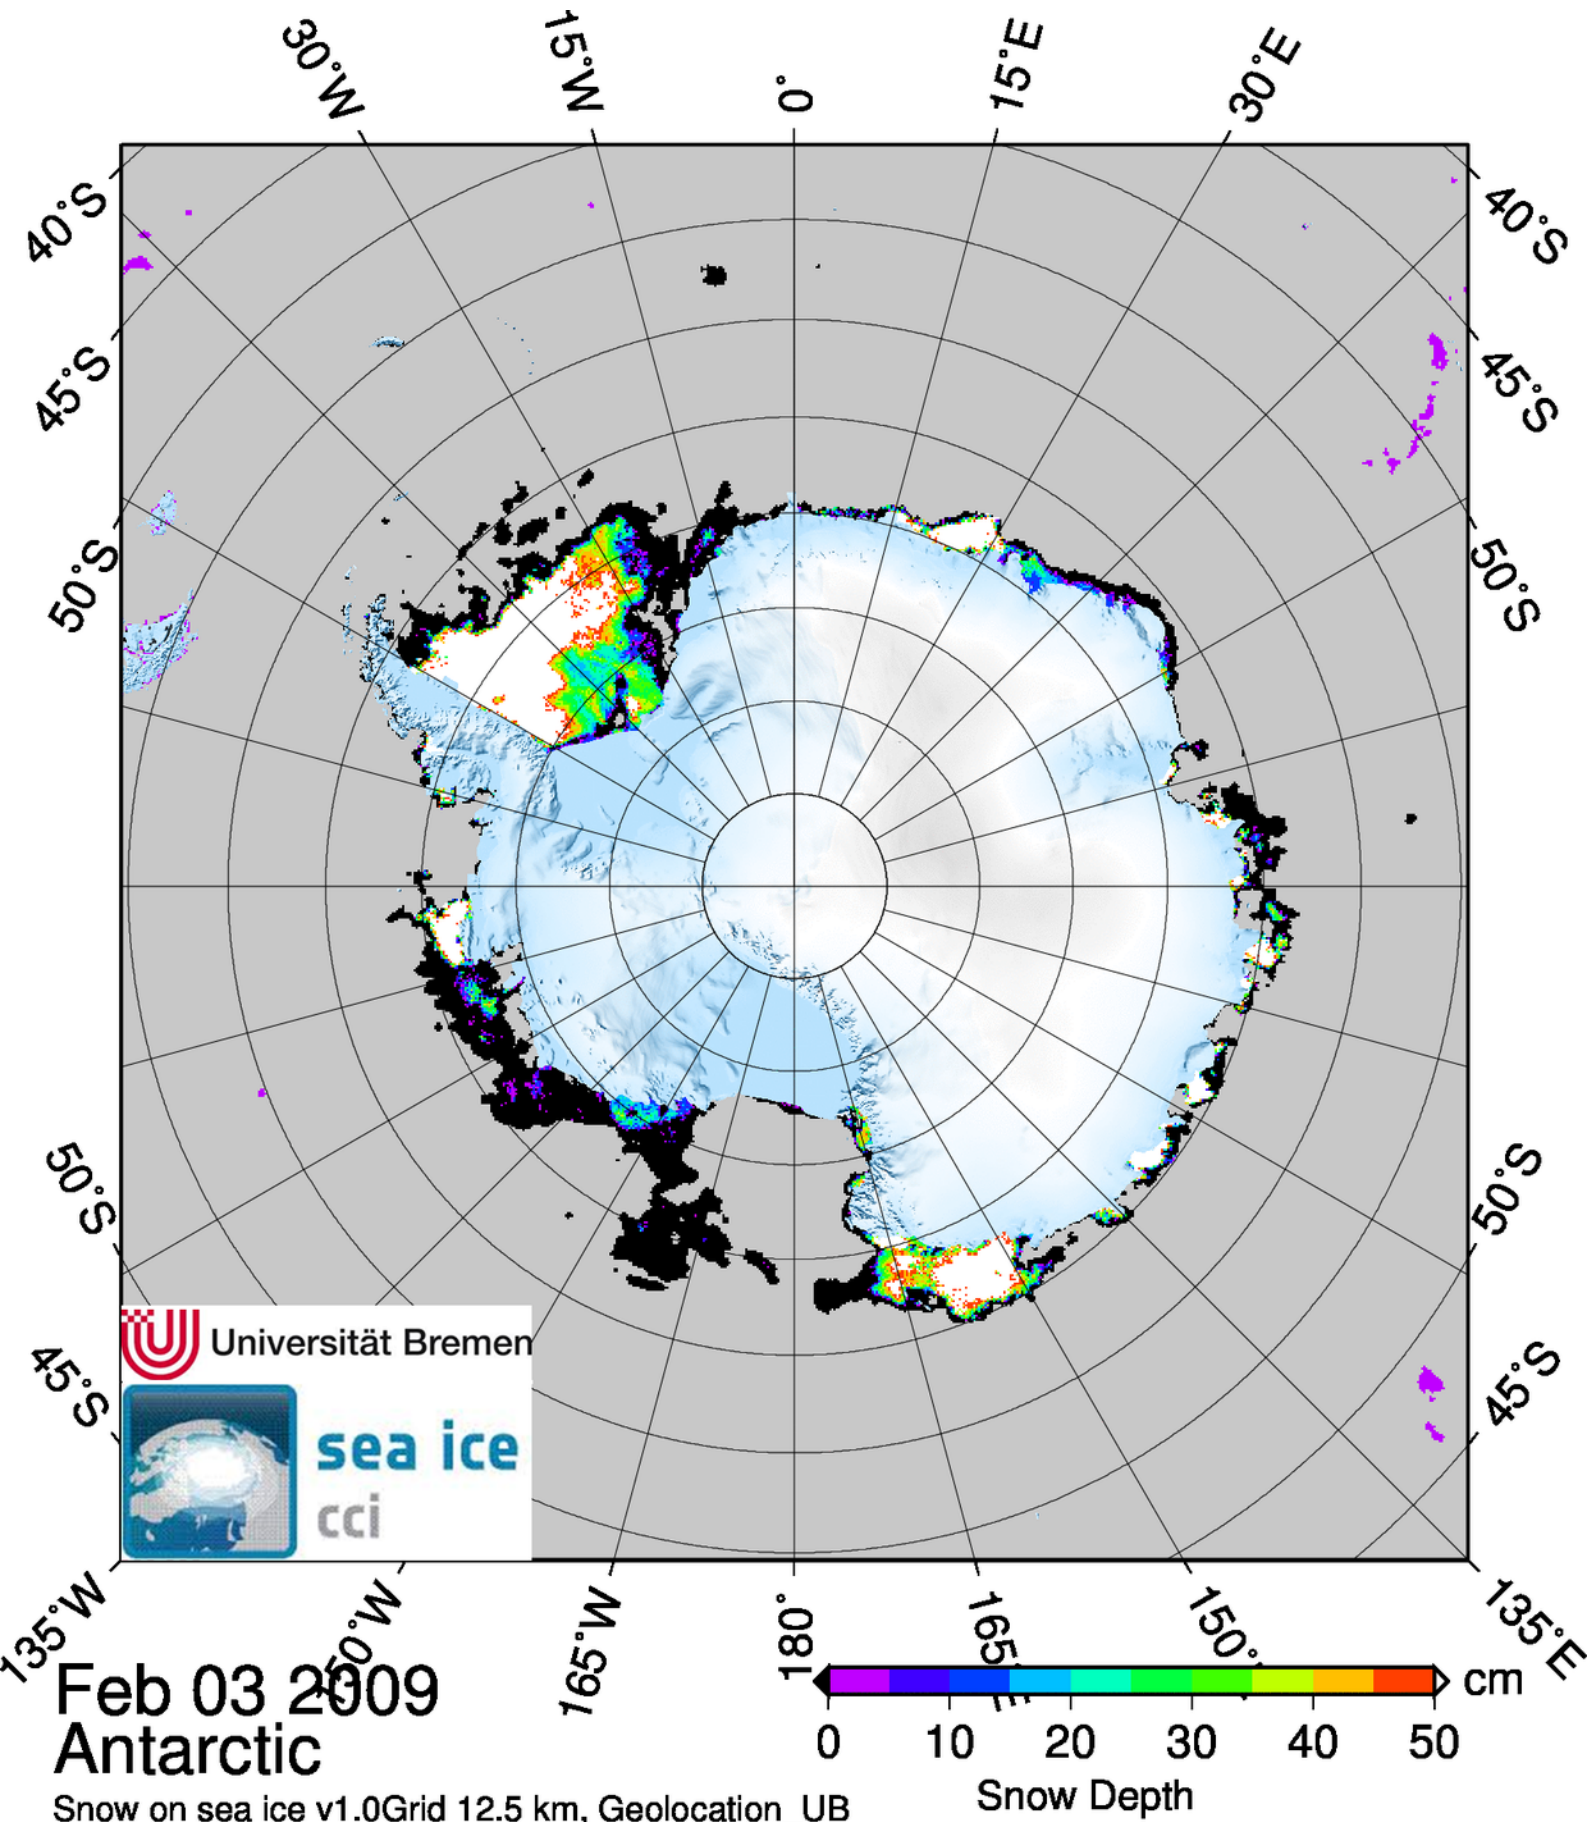 30°W 15°W 0° 15°E 30°E
40°S 40°S
45°S 45°S
50°S 50°S
50°S 50°S
45°S 45°S
Universität Bremen
sea ice
cci
135°W 150°W 165°W 180° 165°E 150° 135°E
Feb 03 2009
Antarctic
Snow on sea ice v1.0Grid 12.5 km, Geolocation UB
cm
0 10 20 30 40 50
Snow Depth